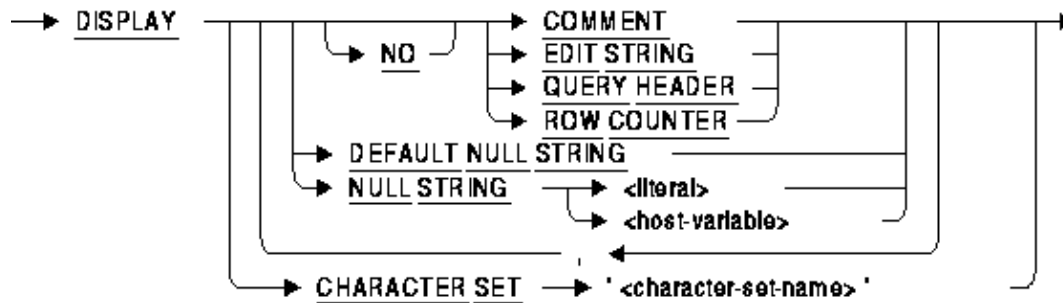 DISPLAY
COMMENT
NO
EDIT STRING
QUERY HEADER
ROW COUNTER
DEFAULT NULL STRING
NULL STRING <literal>
<host-variable>
,
CHARACTER SET ' <character-set-name> '